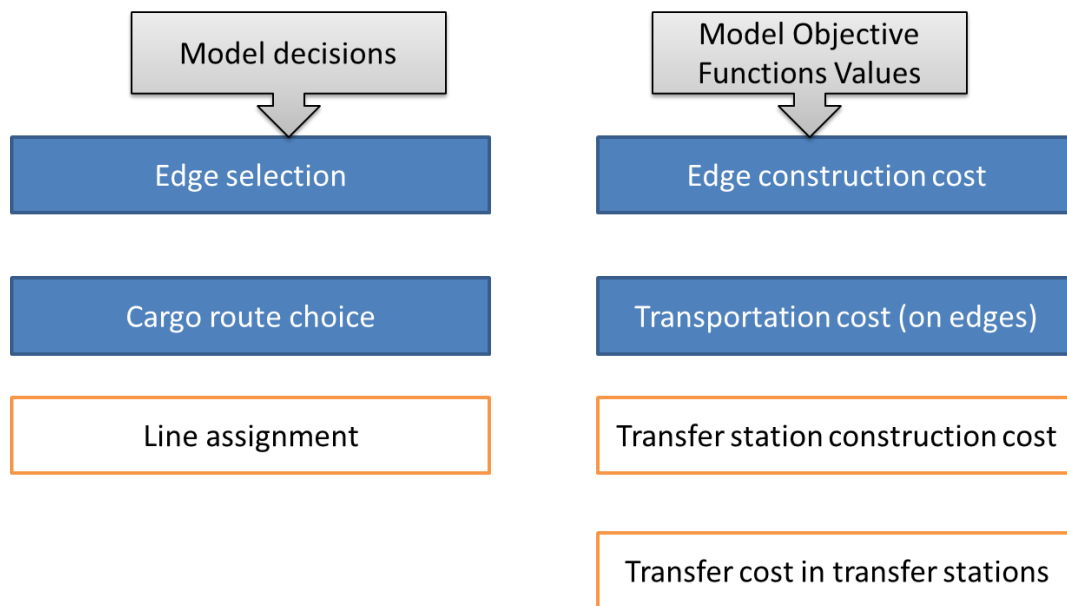 Model decisions
Model Objective
Functions Values
Edge selection
Edge construction cost
Cargo route choice
Transportation cost (on edges)
Line assignment
Transfer station construction cost
Transfer cost in transfer stations